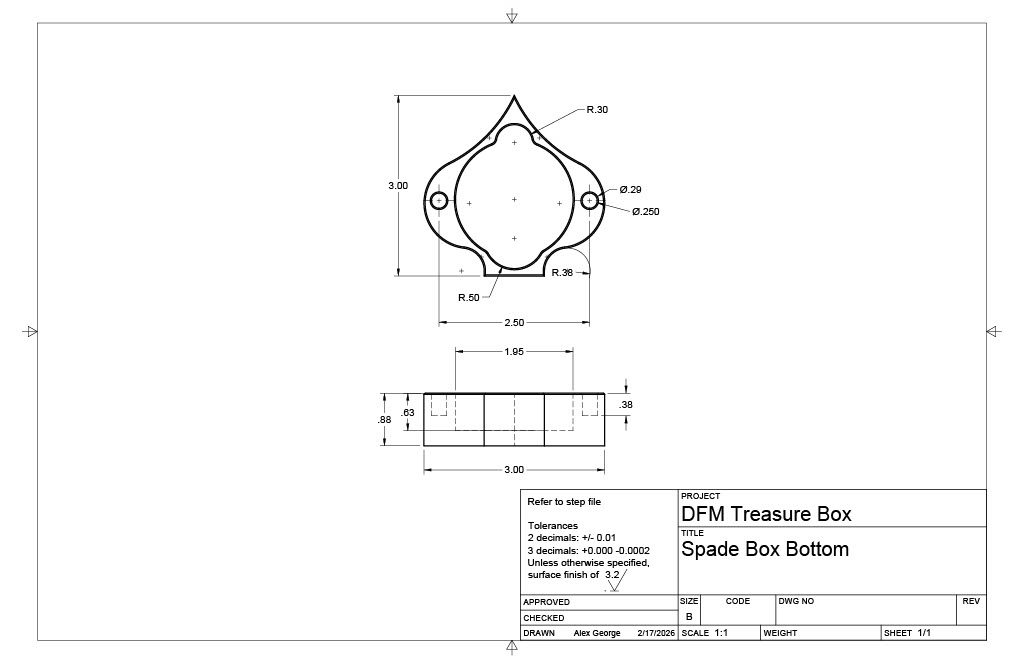 R.30
3.00
Ø.29
Ø.250
R.38
R.50
2.50
1.95
.88
.63
.38
3.00
Refer to step file
Tolerances
2 decimals: +/- 0.01
3 decimals: +0.000 -0.0002
Unless otherwise specified,
surface finish of 3.2
PROJECT
DFM Treasure Box
TITLE
Spade Box Bottom
APPROVED
CHECKED
DRAWN Alex George 2/17/2026
SIZE CODE DWG NO REV
B
SCALE 1:1 WEIGHT SHEET 1/1